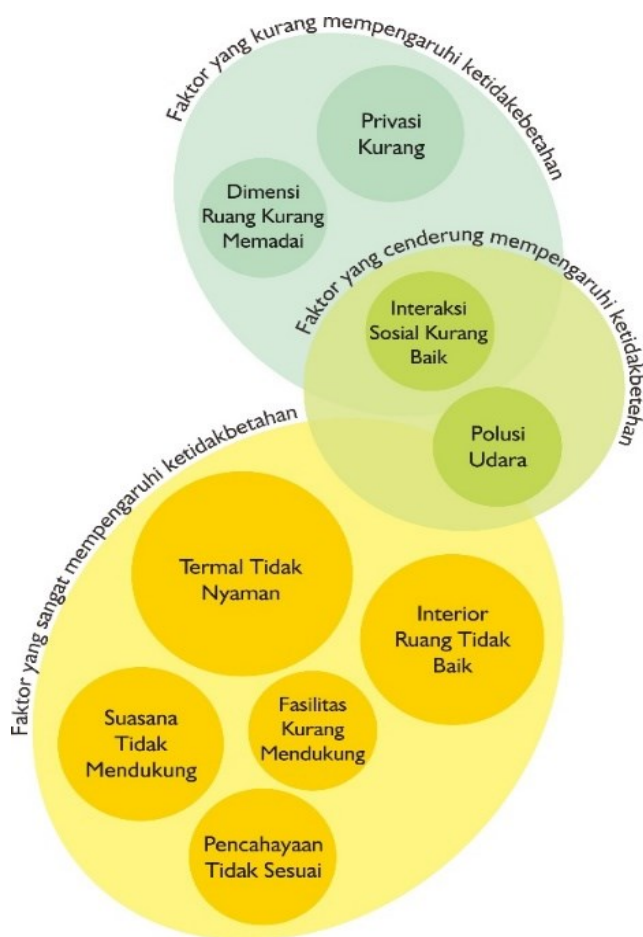 Faktor yang kurang mempengaruhi ketidakebetahan
Privasi
Kurang
Dimensi
Ruang Kurang
Memadai
Faktor yang cenderung mempengaruhi ketidakbetehan
Interaksi
Sosial Kurang
Baik
Polusi
Udara
Faktor yang sangat mempengaruhi ketidakbetahan
Termal Tidak
Nyaman
Interior
Ruang Tidak
Baik
Suasana
Tidak
Mendukung
Fasilitas
Kurang
Mendukung
Pencahayaan
Tidak Sesuai